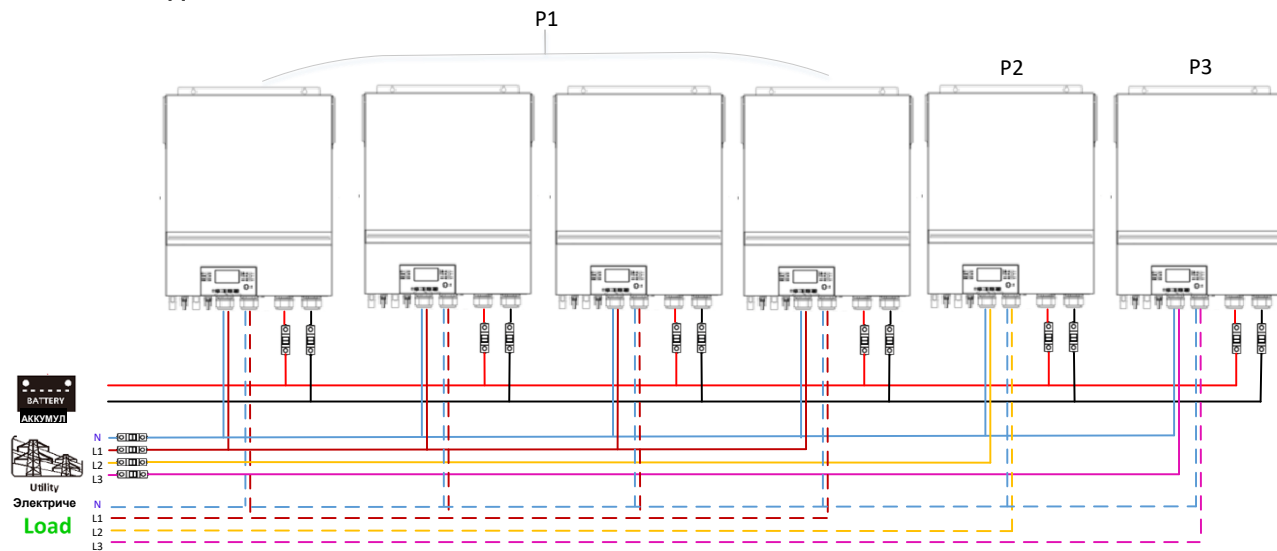 P1
P2
P3
BATTERY
АККУМУЛ
N
L1
L2
L3
Utility
Электриче
Load
N
L1
L2
L3